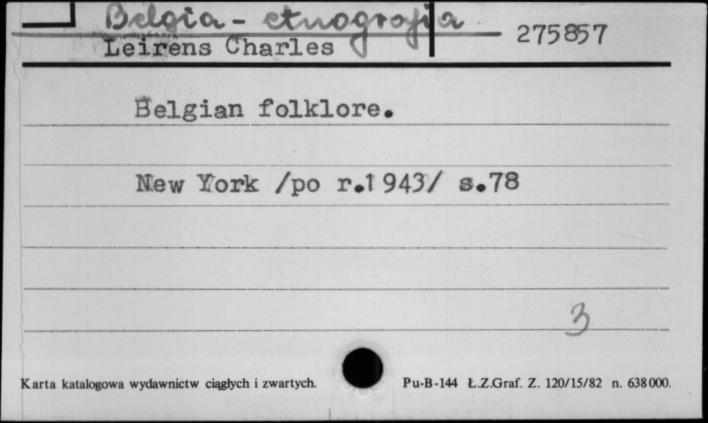 Belgia - etnografia
Leirens Charles 275857
Belgian folklore.
New York /po r.1943/ s.78
3
Karta katalogowa wydawnictw ciągłych i zwartych. Pu-B-144 Ł.Z.Graf. Z. 120/15/82 n. 638000.